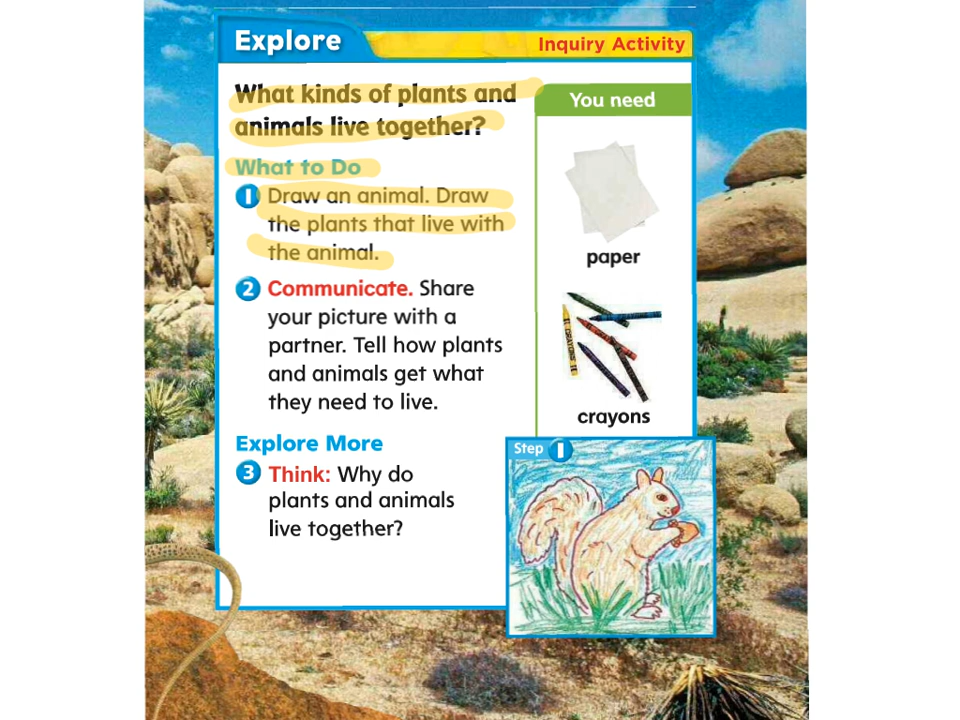 Explore
Inquiry Activity
What kinds of plants and
animals live together?
What to Do
1 Draw an animal. Draw
the plants that live with
the animal.
2 Communicate. Share
your picture with a
partner. Tell how plants
and animals get what
they need to live.
Explore More
3 Think: Why do
plants and animals
live together?
You need
paper
CRAYONS
crayons
Step 1